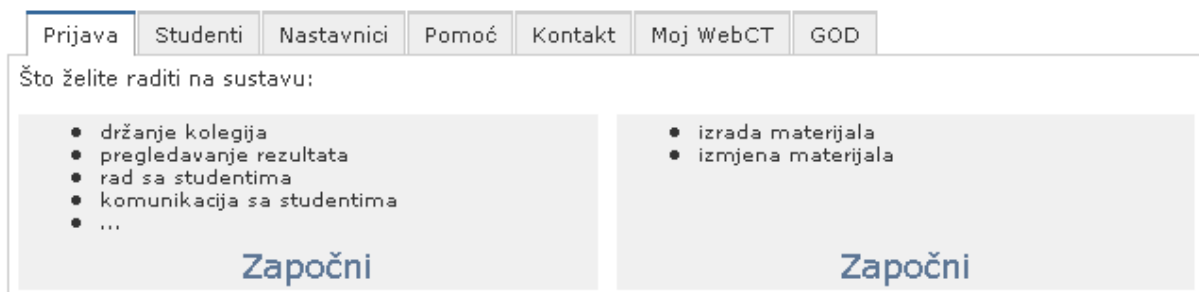 Prijava Studenti Nastavnici Pomoć Kontakt Moj WebCT GOD
Što želite raditi na sustavu:
• držanje kolegija
• pregledavanje rezultata
• rad sa studentima
• komunikacija sa studentima
• ...
Započni
• izrada materijala
• izmjena materijala
Započni